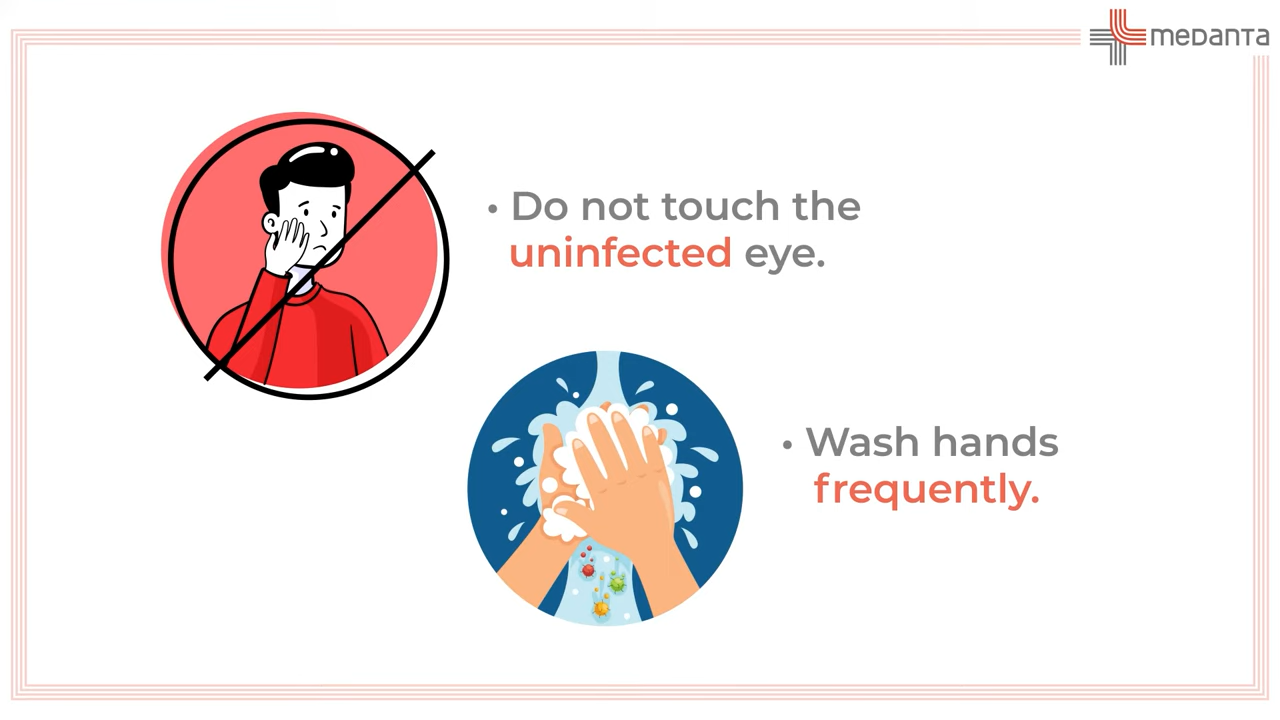 medanta
• Do not touch the
uninfected eye.
• Wash hands
frequently.